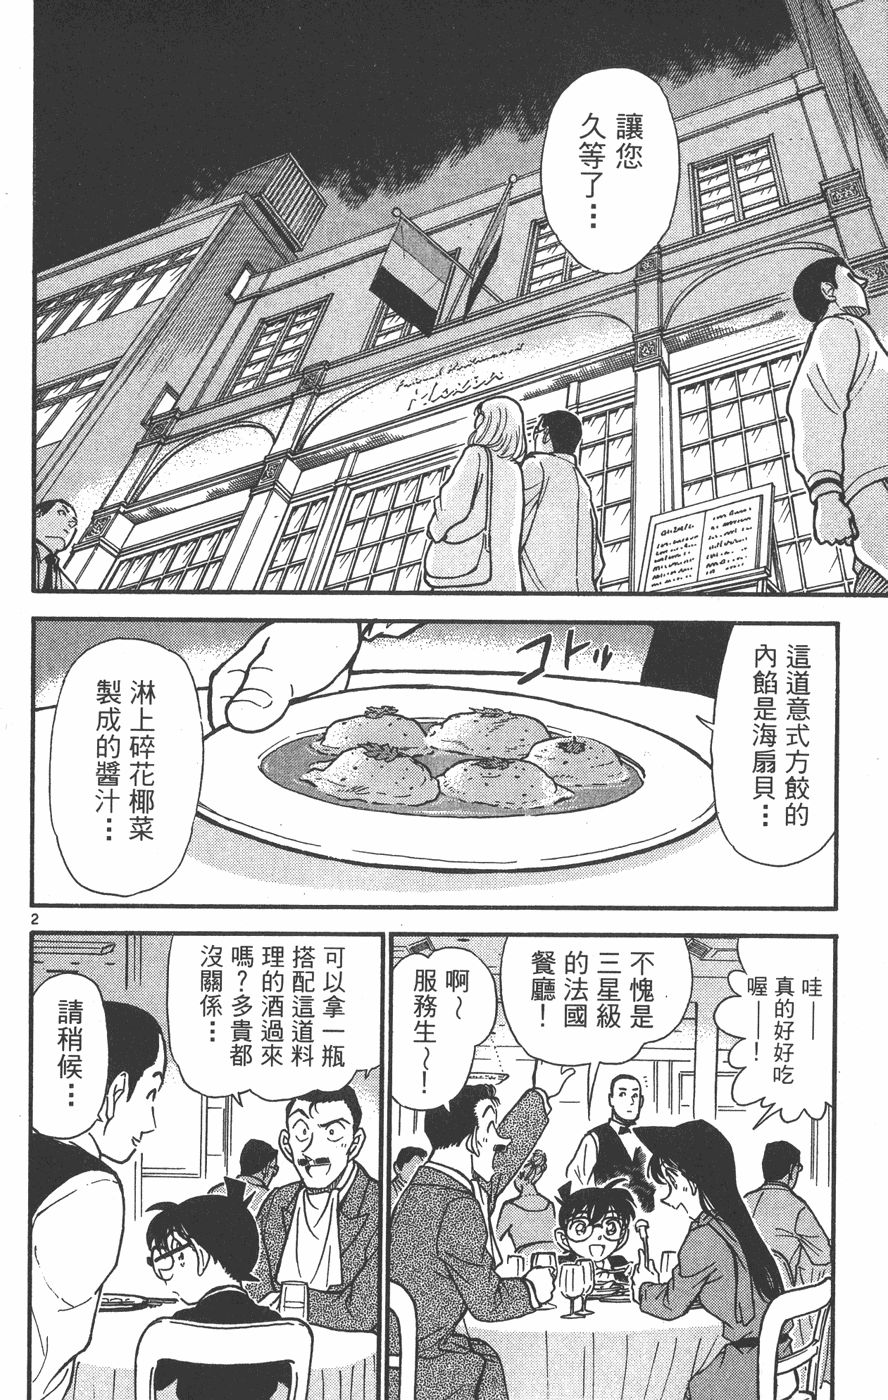 讓您
久等了…
這道意式方餃的
內餡是海扇貝…
コトッ
淋上碎花椰菜
製成的醬汁…
2
哇──
真的好好吃
喔──！
不愧是
三星級
的法國
餐廳！
啊～
服務生～！
可以拿一瓶
搭配這道料
理的酒過來
嗎？多貴都
沒關係…
請稍候…